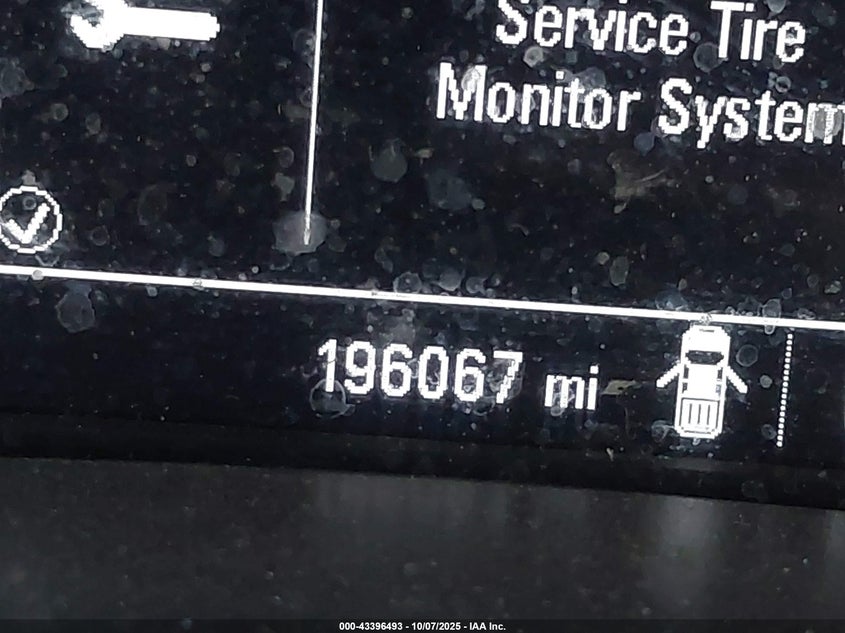 Service Tire
Monitor System
196067 mi
000-43396493 - 10/07/2025 - IAA Inc.